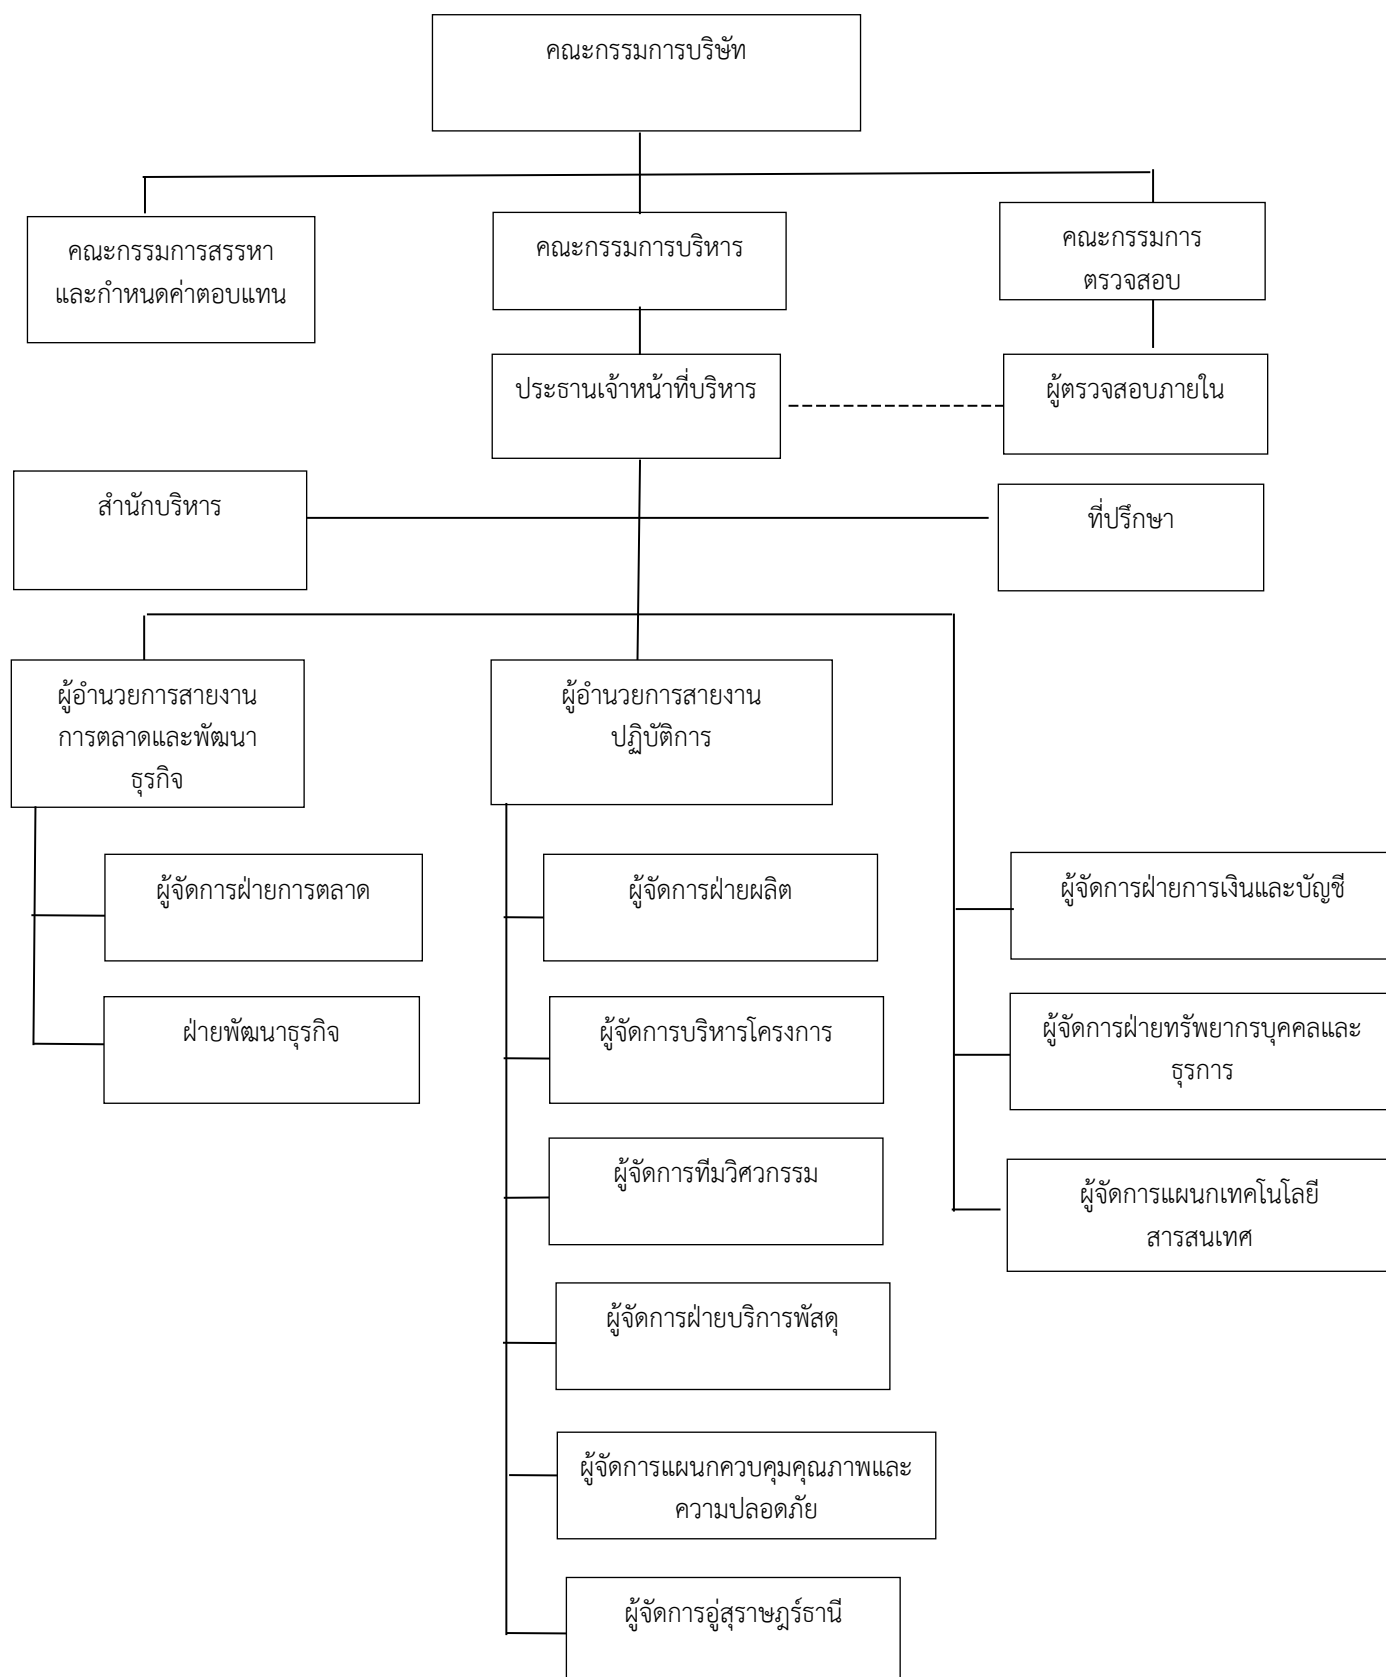 คณะกรรมการบริษัท
คณะกรรมการสรรหา
และกำหนดค่าตอบแทน
คณะกรรมการบริหาร
คณะกรรมการ
ตรวจสอบ
ประธานเจ้าหน้าที่บริหาร
ผู้ตรวจสอบภายใน
สำนักบริหาร
ที่ปรึกษา
ผู้อำนวยการสายงาน
การตลาดและพัฒนา
ธุรกิจ
ผู้อำนวยการสายงาน
ปฏิบัติการ
ผู้จัดการฝ่ายการตลาด
ฝ่ายพัฒนาธุรกิจ
ผู้จัดการฝ่ายผลิต
ผู้จัดการบริหารโครงการ
ผู้จัดการทีมวิศวกรรม
ผู้จัดการฝ่ายบริการพัสดุ
ผู้จัดการแผนกควบคุมคุณภาพและ
ความปลอดภัย
ผู้จัดการอู่สุราษฎร์ธานี
ผู้จัดการฝ่ายการเงินและบัญชี
ผู้จัดการฝ่ายทรัพยากรบุคคลและ
ธุรการ
ผู้จัดการแผนกเทคโนโลยี
สารสนเทศ